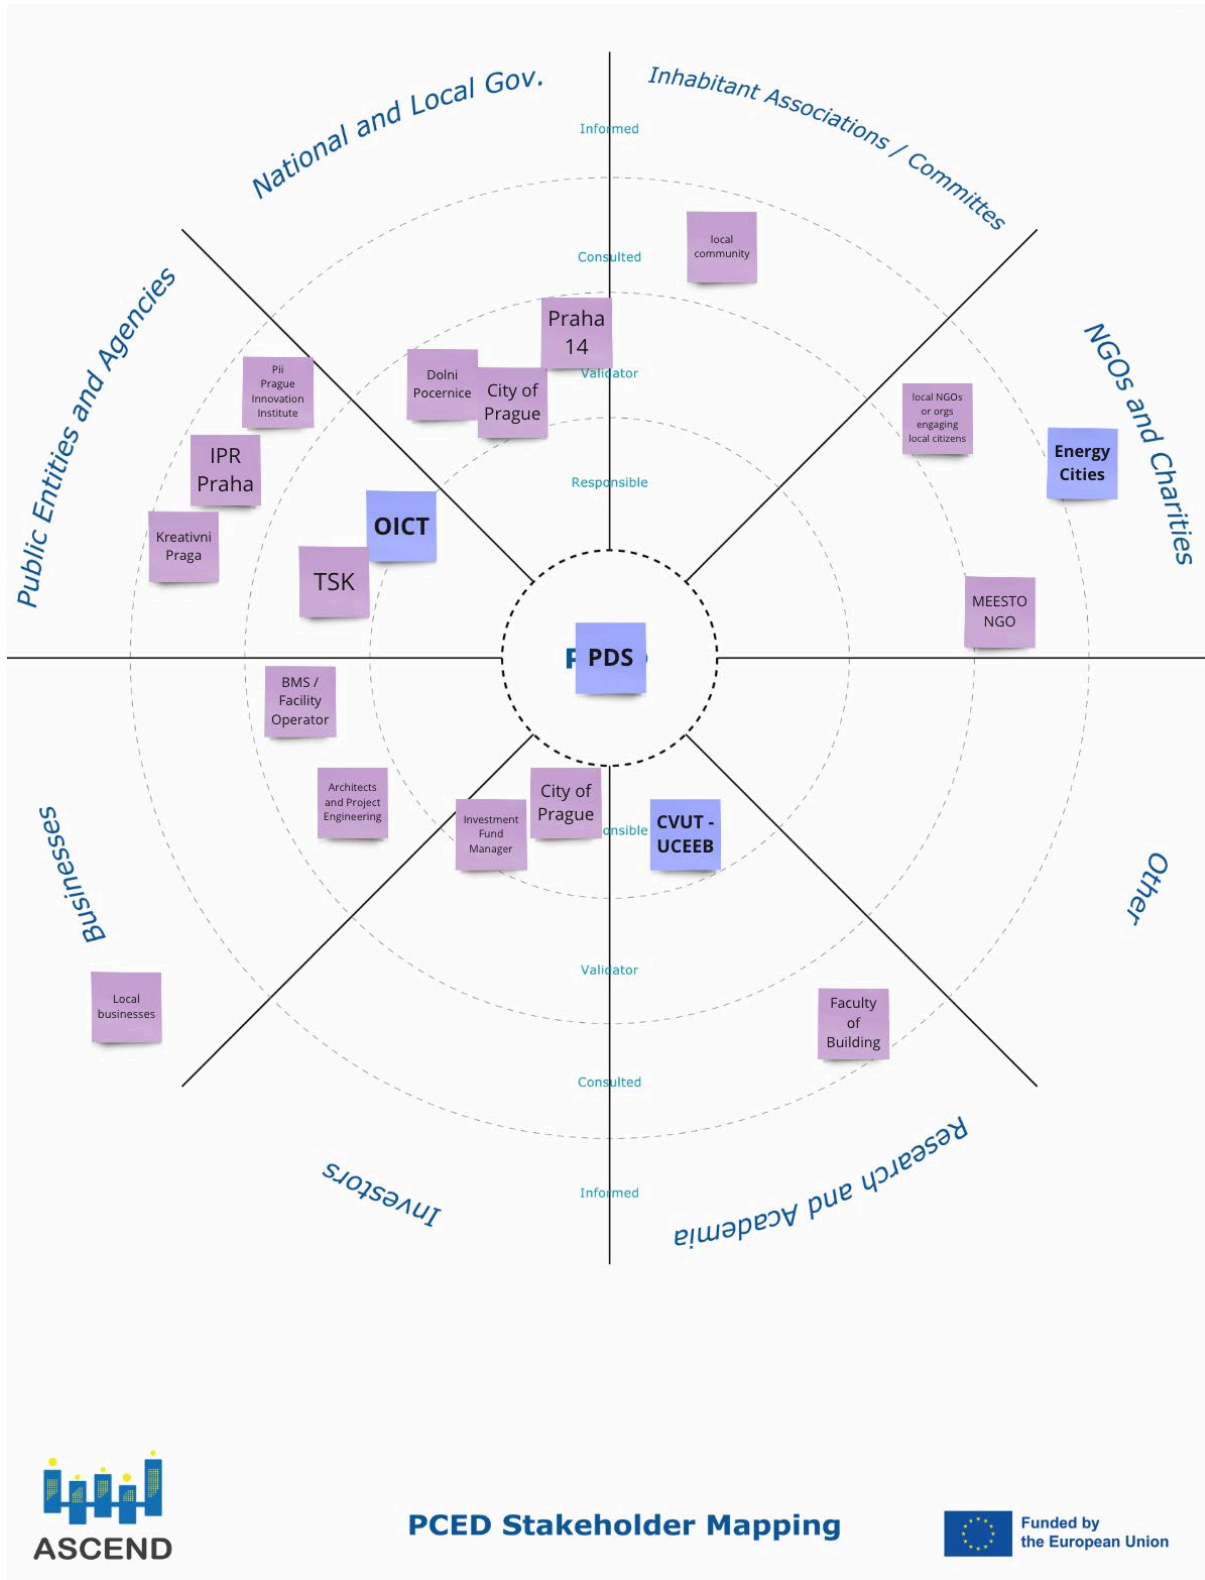 National and Local Gov.
Inhabitant Associations / Committes
Informed
Public Entities and Agencies
NGOs and Charities
local
community
Consulted
Praha
14
Validator
Dolni
Pocernice
City of
Prague
Pii
Prague
Innovation
Institute
local NGOs
or orgs
engaging
local citizens
Energy
Cities
IPR
Praha
Responsible
OICT
Kreativni
Praga
TSK
MEESTO
NGO
PDS
BMS /
Facility
Operator
Architects
and Project
Engineering
City of
Prague
Investment
Fund
Manager
onsible
CVUT -
UCEEB
Businesses
Other
Validator
Local
businesses
Faculty
of
Building
Consulted
Investors
Research and Academia
Informed
ASCEND
PCED Stakeholder Mapping
Funded by
the European Union